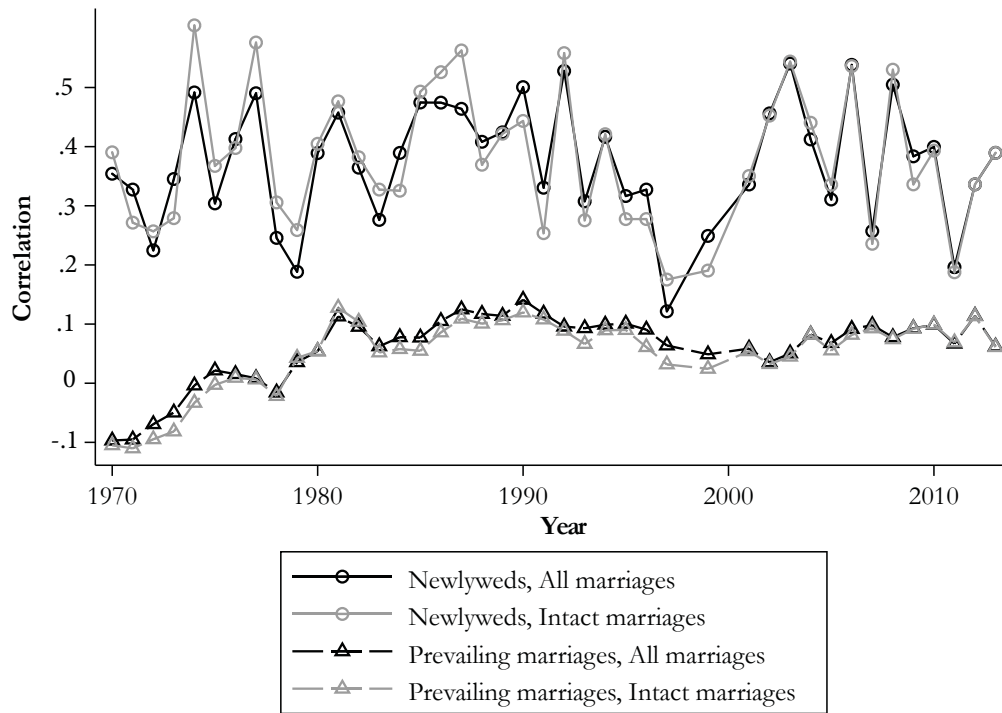 .5
.4
.3
.2
.1
0
-.1
Correlation
1970 1980 1990 2000 2010
Year
Newlyweds, All marriages
Newlyweds, Intact marriages
Prevailing marriages, All marriages
Prevailing marriages, Intact marriages